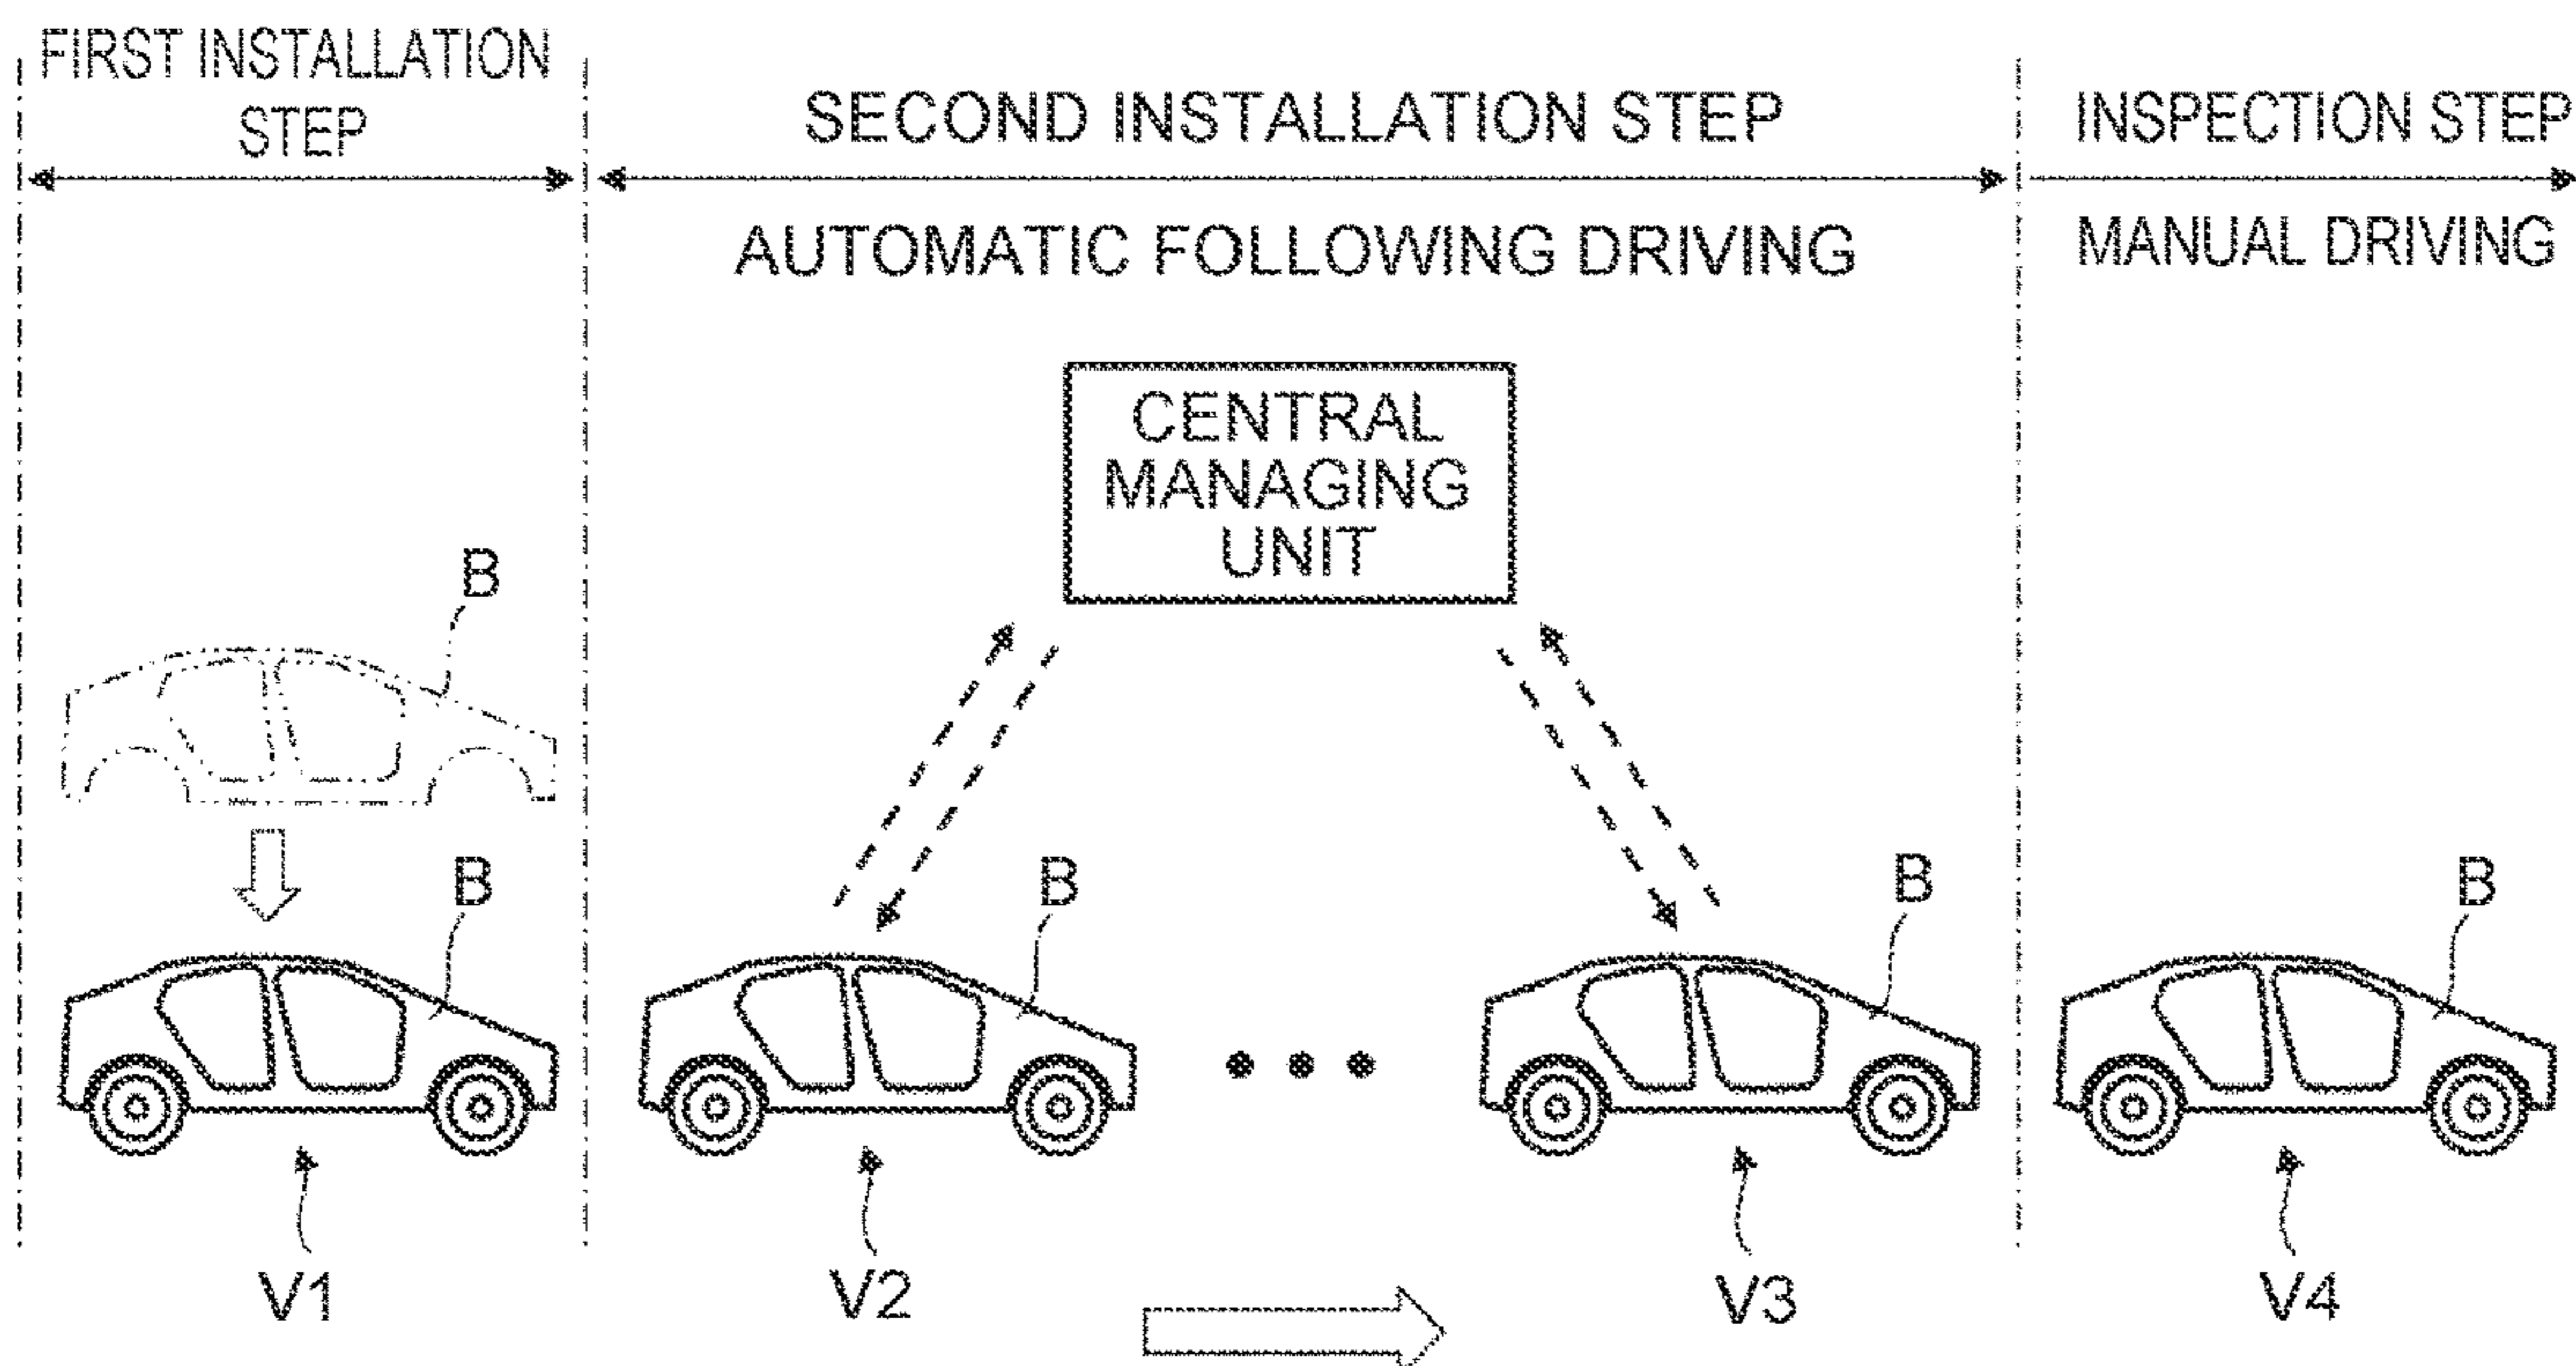 FIRST INSTALLATION
STEP
SECOND INSTALLATION STEP
INSPECTION STEP
AUTOMATIC FOLLOWING DRIVING
MANUAL DRIVING
CENTRAL
MANAGING
UNIT
B
B
B
B
B
V1
V2
V3
V4